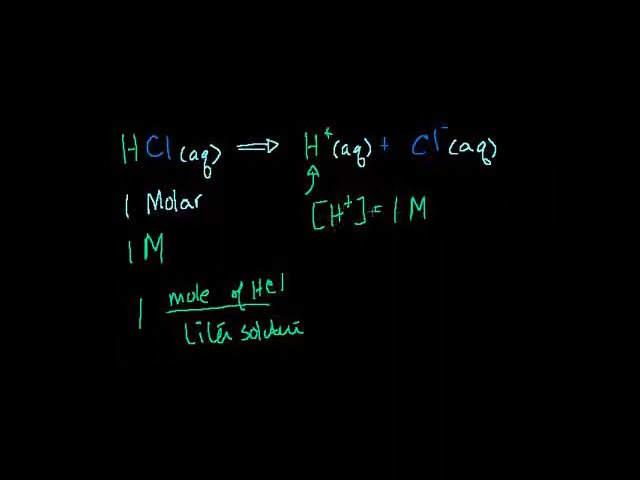 HCl(aq) ⟹ H⁺(aq) + Cl⁻(aq)
1 Molar
[H⁺] = 1 M
1 M
1 mole of HCl
Liter solution